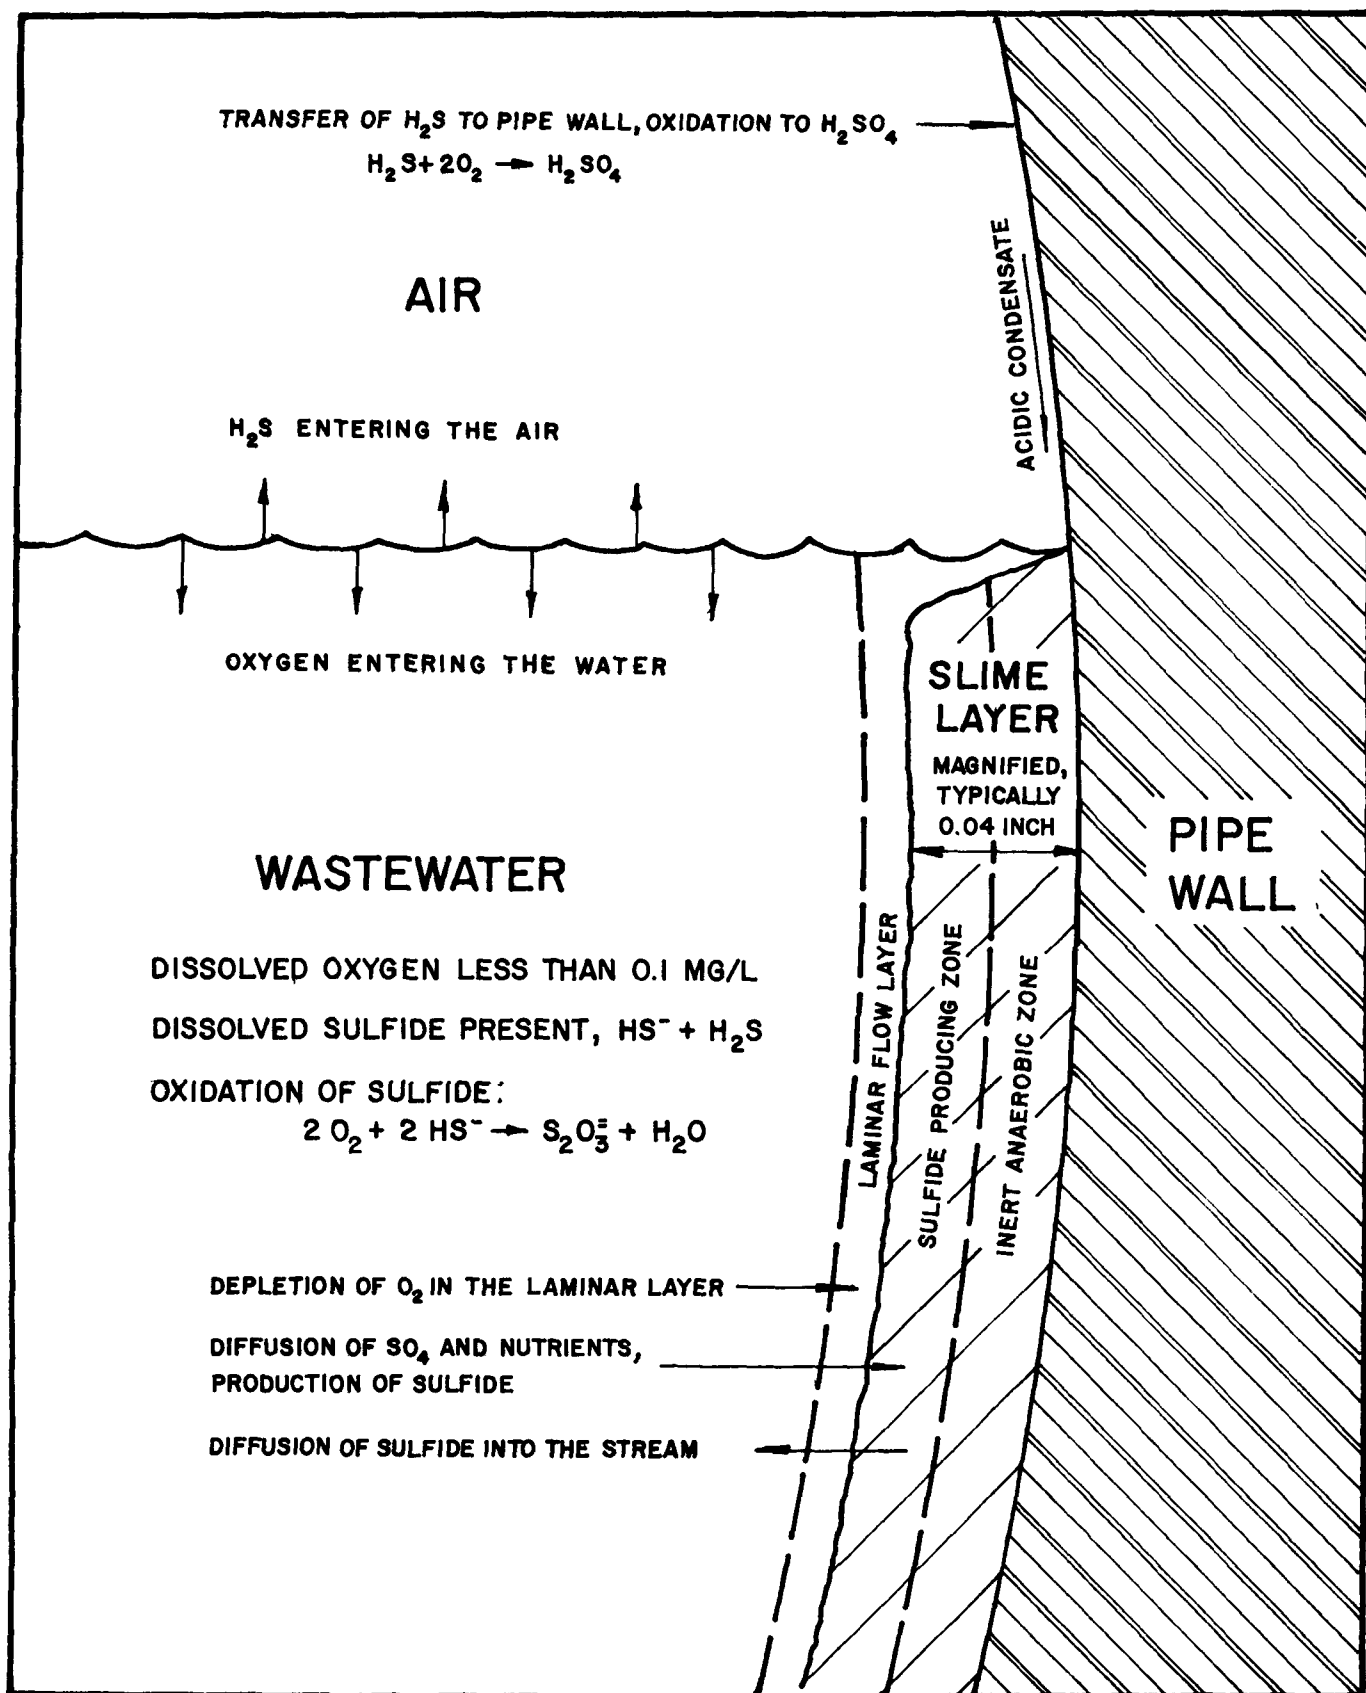 TRANSFER OF H₂S TO PIPE WALL, OXIDATION TO H₂SO₄
H₂S + 2O₂ → H₂SO₄
AIR
ACIDIC CONDENSATE
H₂S ENTERING THE AIR
OXYGEN ENTERING THE WATER
SLIME
LAYER
MAGNIFIED,
TYPICALLY
0.04 INCH
PIPE
WALL
WASTEWATER
DISSOLVED OXYGEN LESS THAN 0.1 MG/L
DISSOLVED SULFIDE PRESENT, HS⁻ + H₂S
OXIDATION OF SULFIDE:
2 O₂ + 2 HS⁻ → S₂O₃⁼ + H₂O
LAMINAR FLOW LAYER
SULFIDE PRODUCING ZONE
INERT ANAEROBIC ZONE
DEPLETION OF O₂ IN THE LAMINAR LAYER
DIFFUSION OF SO₄ AND NUTRIENTS,
PRODUCTION OF SULFIDE
DIFFUSION OF SULFIDE INTO THE STREAM